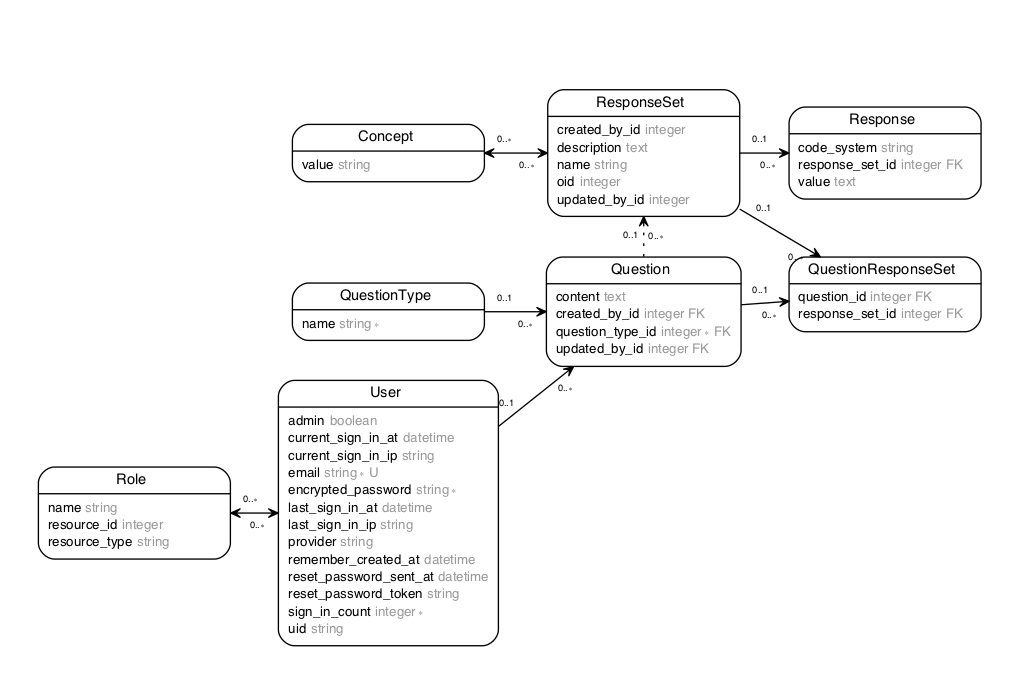 ResponseSet
created_by_id integer
description text
name string
oid integer
updated_by_id integer
Response
code_system string
response_set_id integer FK
value text
Concept
value string
0..*
0..*
0..1
0..*
0..1
0..
0..1
0..*
QuestionResponseSet
question_id integer FK
response_set_id integer FK
Question
content text
created_by_id integer FK
question_type_id integer * FK
updated_by_id integer FK
QuestionType
name string *
0..1
0..*
0..1
0..*
User
admin boolean
current_sign_in_at datetime
current_sign_in_ip string
email string * U
encrypted_password string *
last_sign_in_at datetime
last_sign_in_ip string
provider string
remember_created_at datetime
reset_password_sent_at datetime
reset_password_token string
sign_in_count integer *
uid string
0..1
0..*
Role
name string
resource_id integer
resource_type string
0..*
0..*